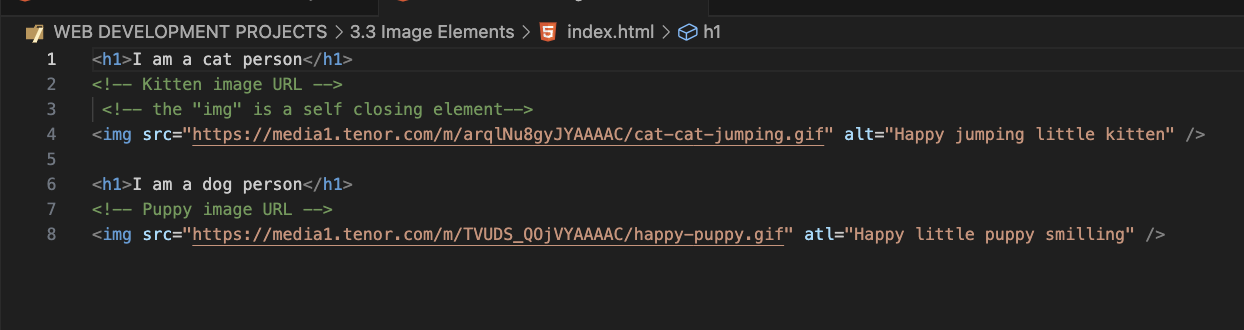 WEB DEVELOPMENT PROJECTS > 3.3 Image Elements > 5 index.html > h1
1 <h1>I am a cat person</h1>
2 <!-- Kitten image URL -->
3 <!-- the "img" is a self closing element-->
4 <img src="https://media1.tenor.com/m/arqlNu8gyJYAAAAC/cat-cat-jumping.gif" alt="Happy jumping little kitten" />
5
6 <h1>I am a dog person</h1>
7 <!-- Puppy image URL -->
8 <img src="https://media1.tenor.com/m/TVUDS_QOjVYAAAAC/happy-puppy.gif" atl="Happy little puppy smilling" />